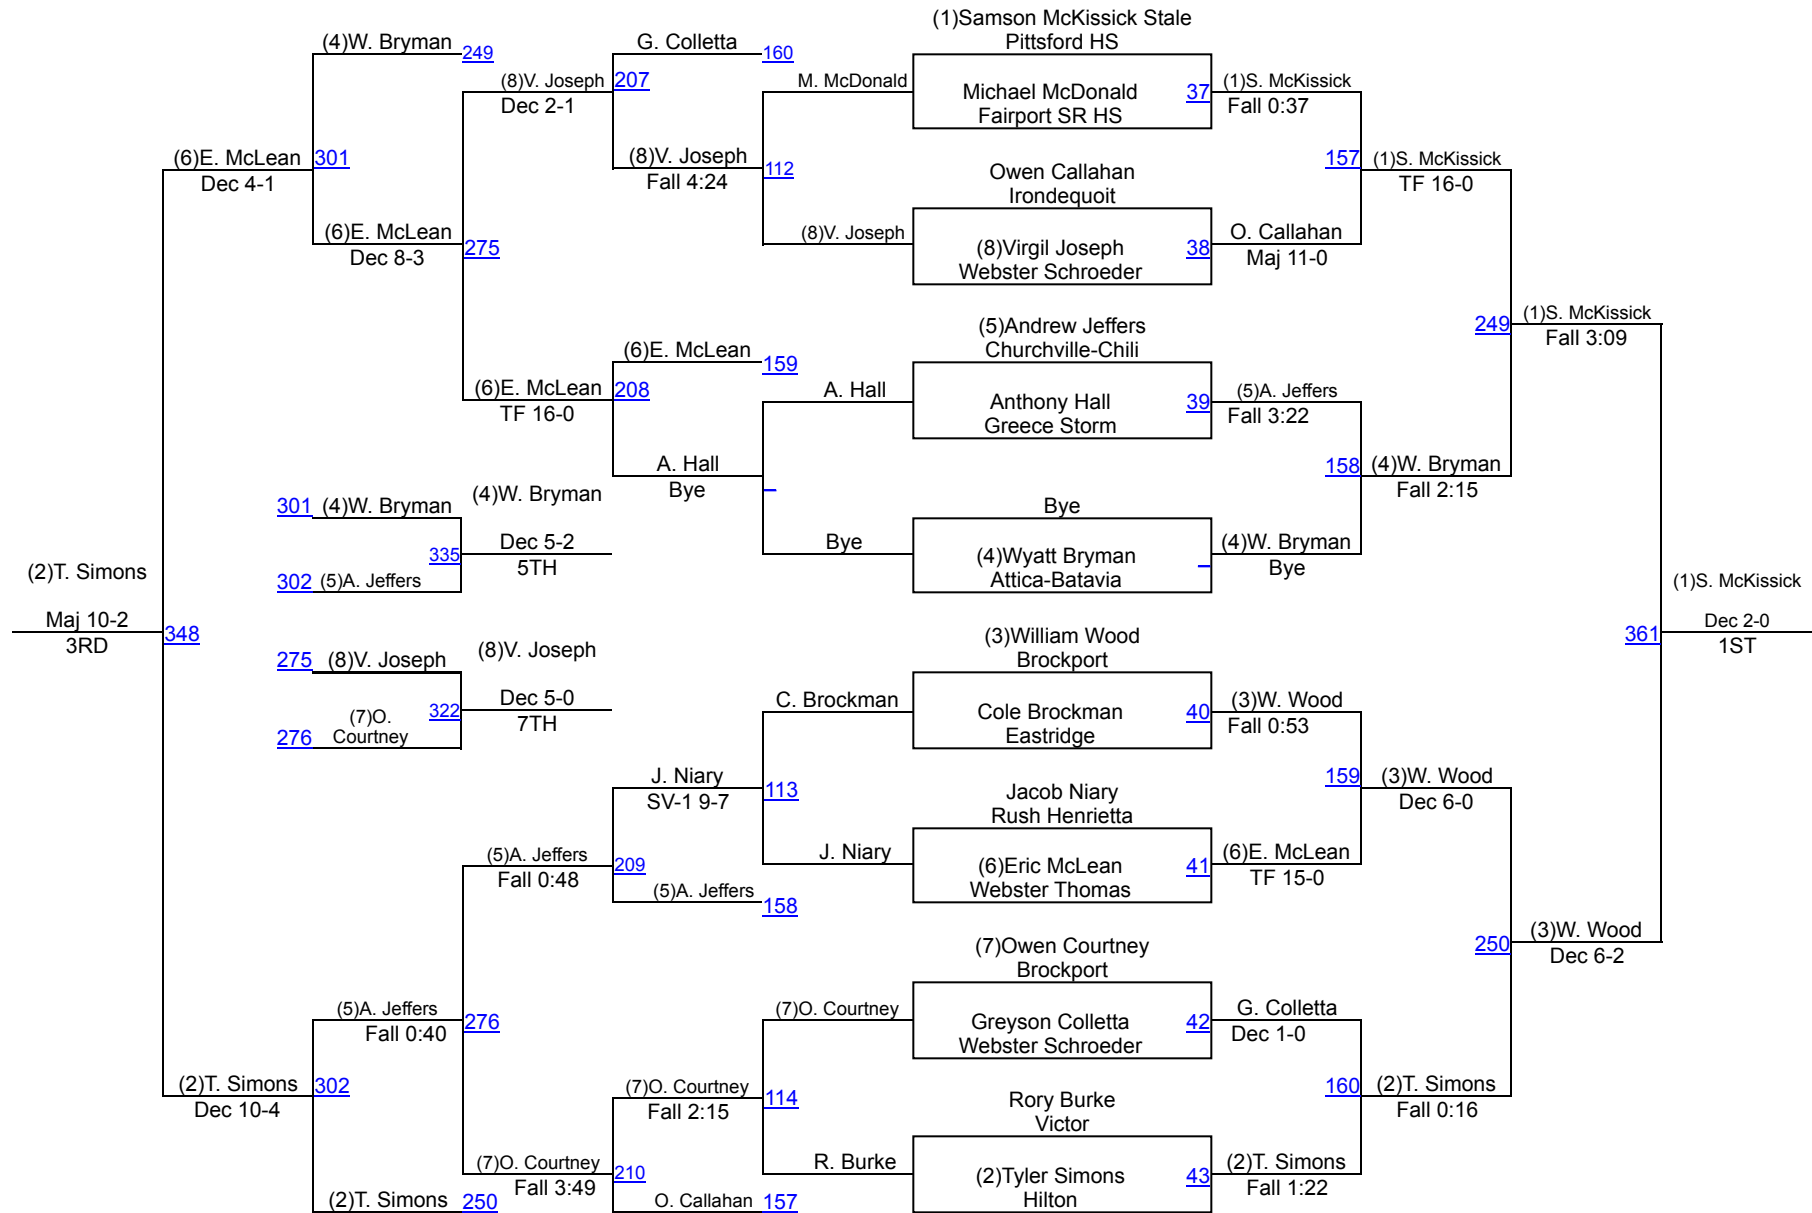 (1)Samson McKissick Stale
Pittsford HS
(4)W. Bryman
249
G. Colletta
160
(8)V. Joseph
207
Dec 2-1
M. McDonald
Michael McDonald
Fairport SR HS
37
(1)S. McKissick
Fall 0:37
(6)E. McLean
301
Dec 4-1
(8)V. Joseph
112
Fall 4:24
Owen Callahan
Irondequoit
157
(1)S. McKissick
TF 16-0
(6)E. McLean
275
Dec 8-3
(8)V. Joseph
(8)Virgil Joseph
Webster Schroeder
38
O. Callahan
Maj 11-0
(5)Andrew Jeffers
Churchville-Chili
249
(1)S. McKissick
Fall 3:09
(6)E. McLean
159
(6)E. McLean
208
TF 16-0
A. Hall
Anthony Hall
Greece Storm
39
(5)A. Jeffers
Fall 3:22
A. Hall
Bye
158
(4)W. Bryman
Fall 2:15
301
(4)W. Bryman
(4)W. Bryman
Bye
335
Dec 5-2
5TH
Bye
(4)Wyatt Bryman
Attica-Batavia
(4)W. Bryman
Bye
302
(5)A. Jeffers
(2)T. Simons
Maj 10-2
3RD
348
(1)S. McKissick
361
Dec 2-0
1ST
(3)William Wood
Brockport
275
(8)V. Joseph
(8)V. Joseph
322
Dec 5-0
7TH
276
(7)O.
Courtney
C. Brockman
Cole Brockman
Eastridge
40
(3)W. Wood
Fall 0:53
J. Niary
SV-1 9-7
113
Jacob Niary
Rush Henrietta
159
(3)W. Wood
Dec 6-0
(5)A. Jeffers
209
Fall 0:48
J. Niary
(6)Eric McLean
Webster Thomas
41
(6)E. McLean
TF 15-0
(5)A. Jeffers
158
(7)Owen Courtney
Brockport
250
(3)W. Wood
Dec 6-2
(5)A. Jeffers
276
Fall 0:40
(7)O. Courtney
Greyson Colletta
Webster Schroeder
42
G. Colletta
Dec 1-0
(2)T. Simons
302
Dec 10-4
(7)O. Courtney
114
Fall 2:15
Rory Burke
Victor
160
(2)T. Simons
Fall 0:16
(7)O. Courtney
210
Fall 3:49
R. Burke
(2)Tyler Simons
Hilton
43
(2)T. Simons
Fall 1:22
(2)T. Simons
250
O. Callahan
157